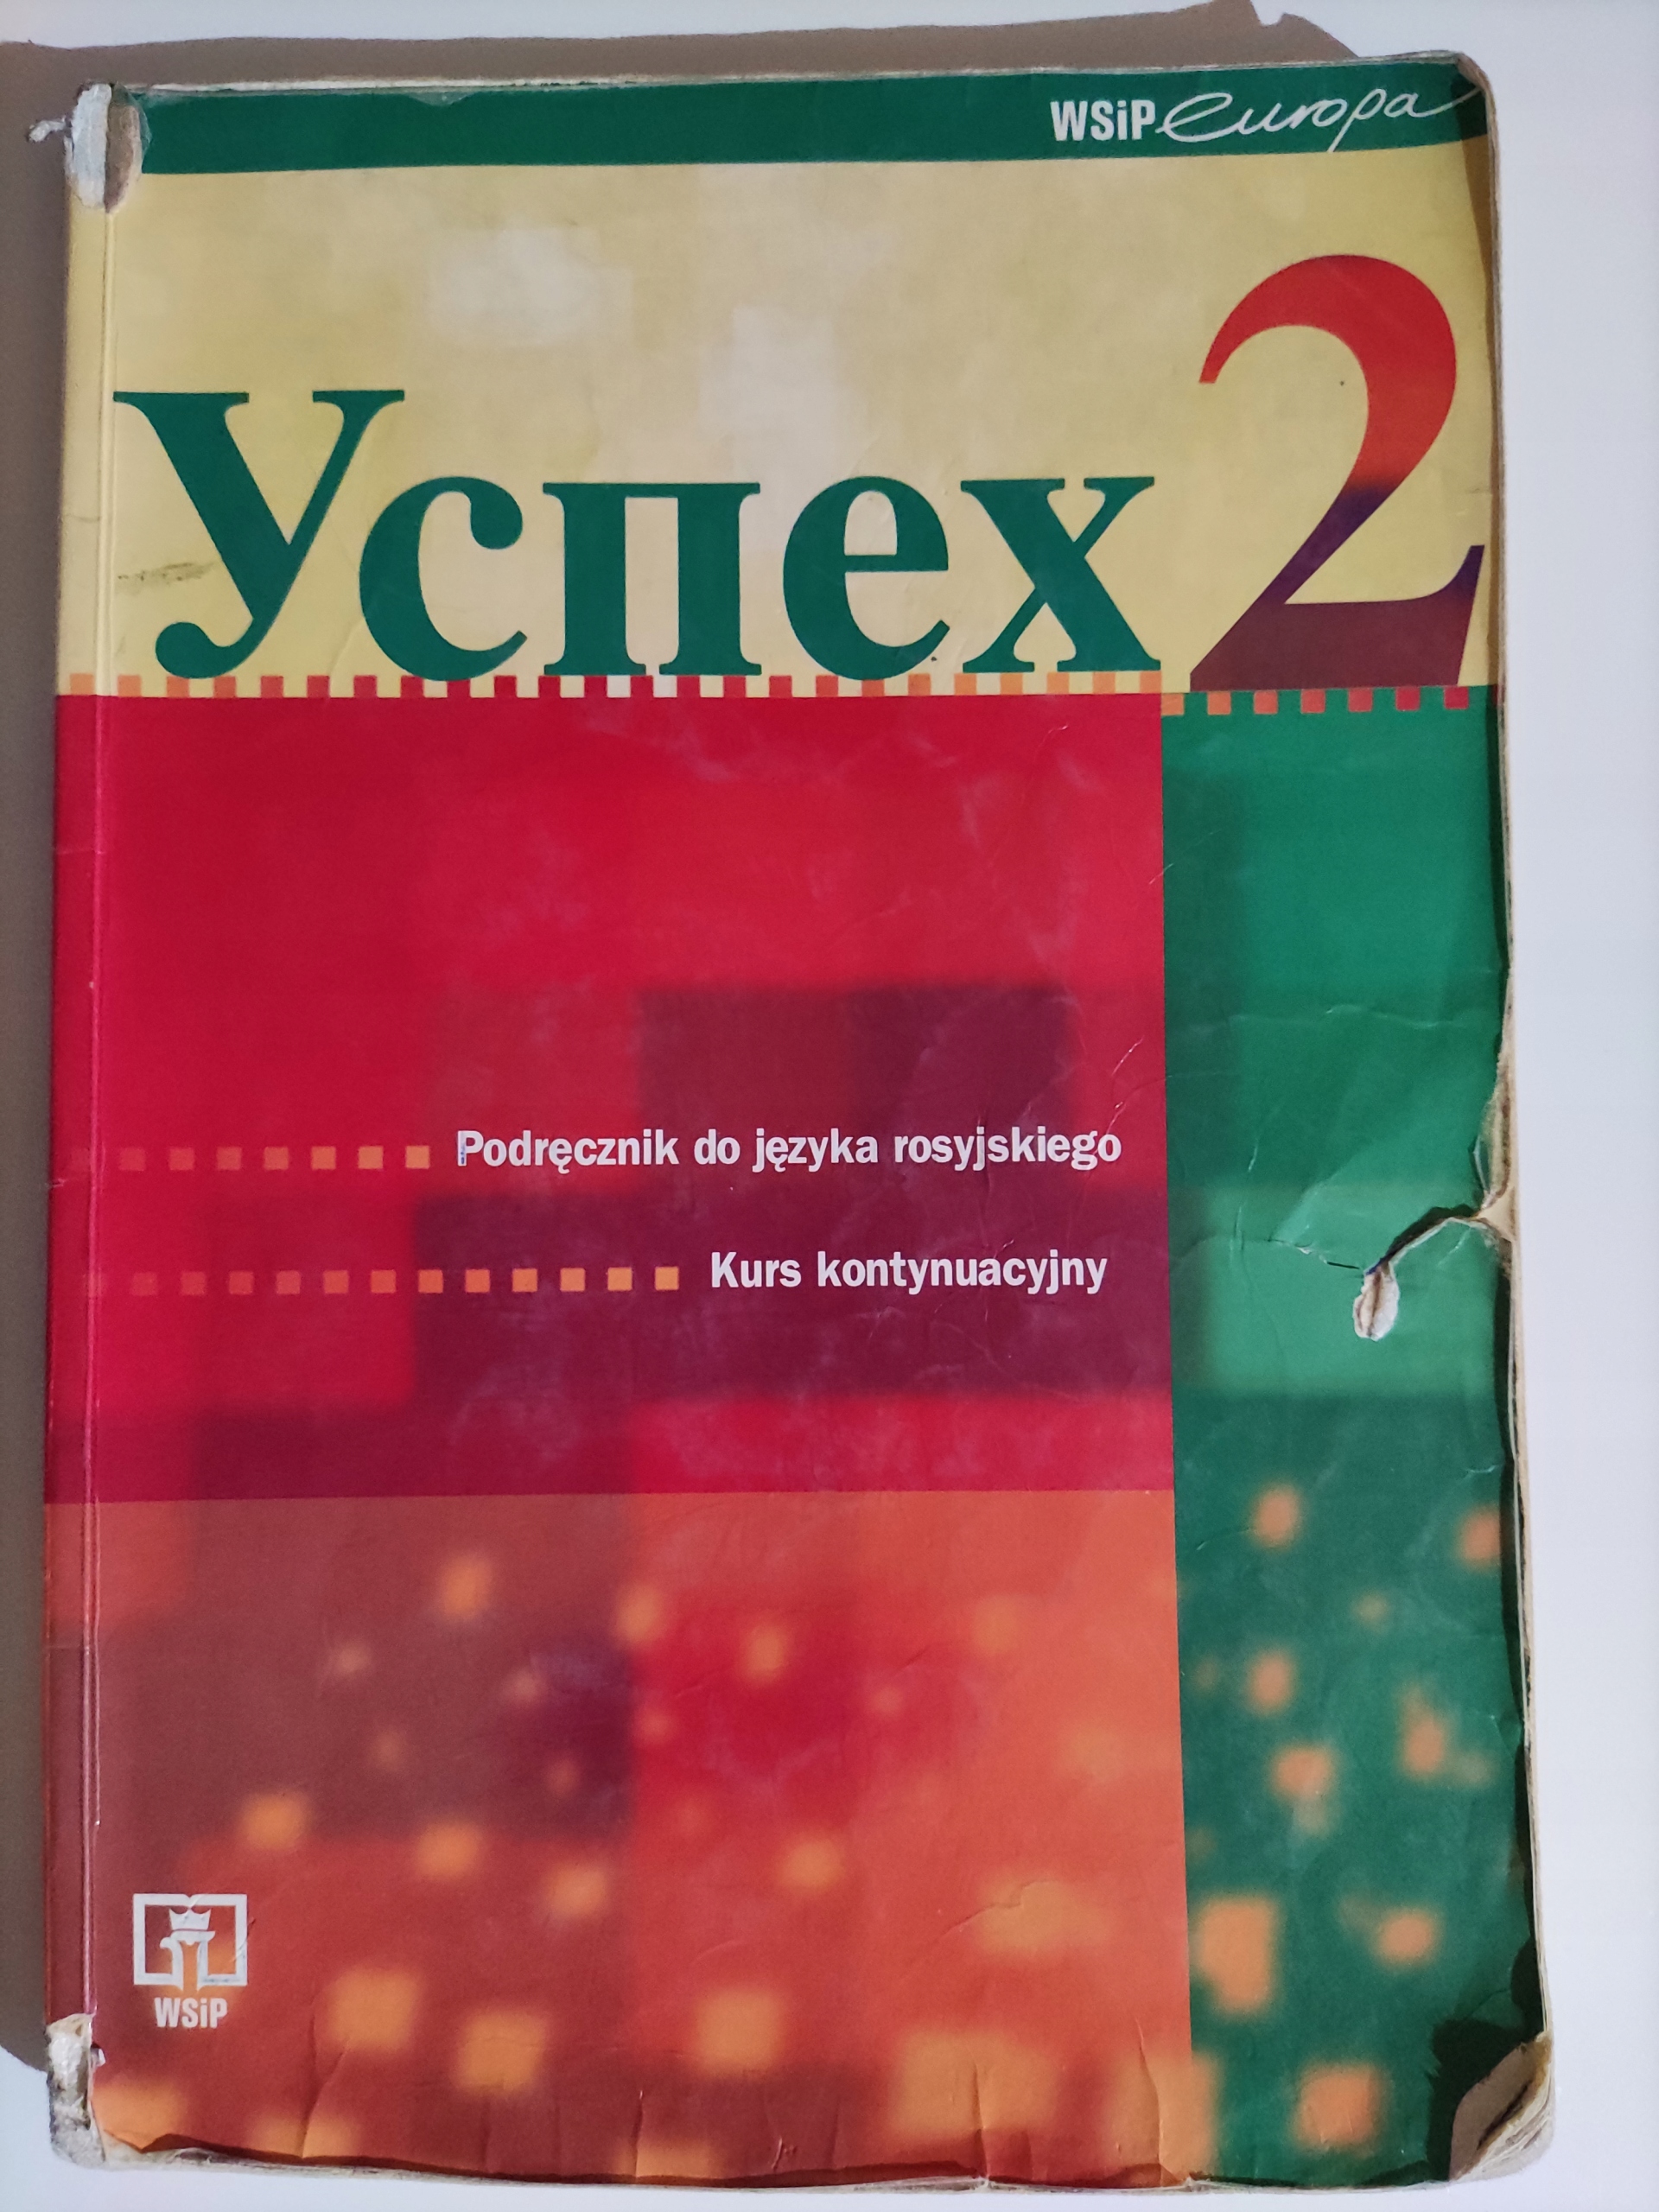 WSiP europa
Успех 2
Podręcznik do języka rosyjskiego
Kurs kontynuacyjny
WSiP